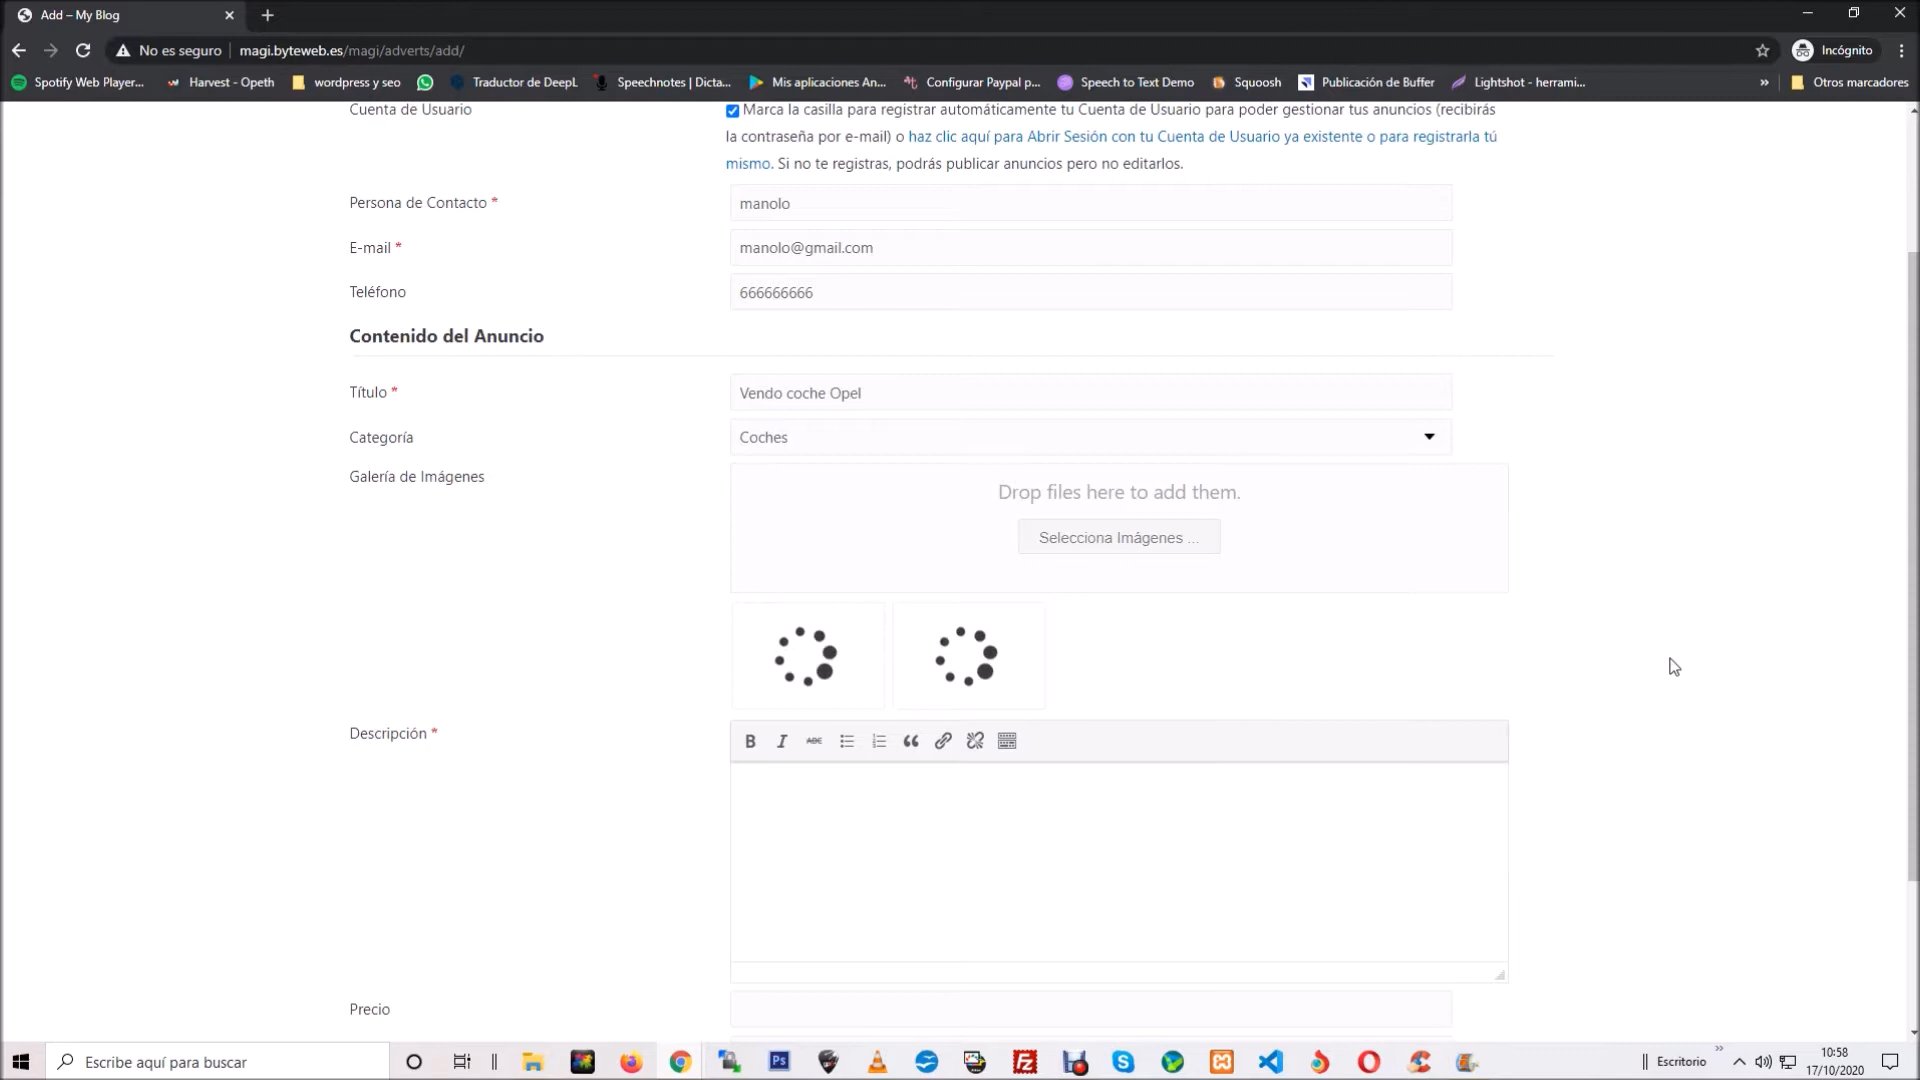 Add – My Blog
No es seguro
magi.byteweb.es/magi/adverts/add/
Incógnito
Spotify Web Player...
Harvest - Opeth
wordpress y seo
Traductor de DeepL
Speechnotes | Dicta...
Mis aplicaciones An...
Configurar Paypal p...
Speech to Text Demo
Squoosh
Publicación de Buffer
Lightshot - herrami...
»
Otros marcadores
Cuenta de Usuario
Marca la casilla para registrar automáticamente tu Cuenta de Usuario para poder gestionar tus anuncios (recibirás
la contraseña por e-mail) o haz clic aquí para Abrir Sesión con tu Cuenta de Usuario ya existente o para registrarla tú
mismo. Si no te registras, podrás publicar anuncios pero no editarlos.
Persona de Contacto *
manolo
E-mail *
manolo@gmail.com
Teléfono
666666666
Contenido del Anuncio
Título *
Vendo coche Opel
Categoría
Coches
Galería de Imágenes
Drop files here to add them.
Selecciona Imágenes ...
Descripción *
B I ABC
Precio
Escribe aquí para buscar
Ps
FZ
Escritorio
»
10:58
17/10/2020